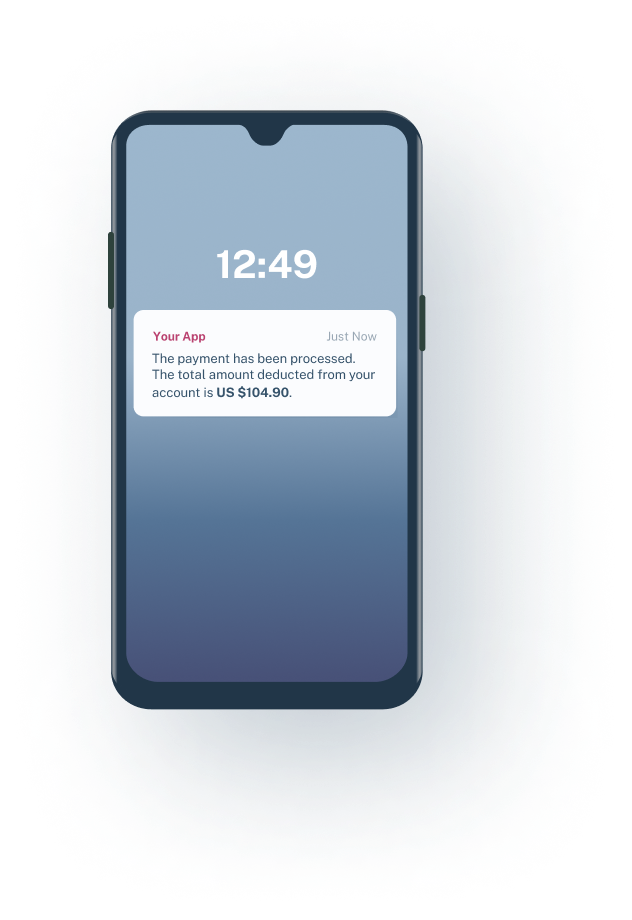 12:49
Your App Just Now
The payment has been processed.
The total amount deducted from your
account is US $104.90.